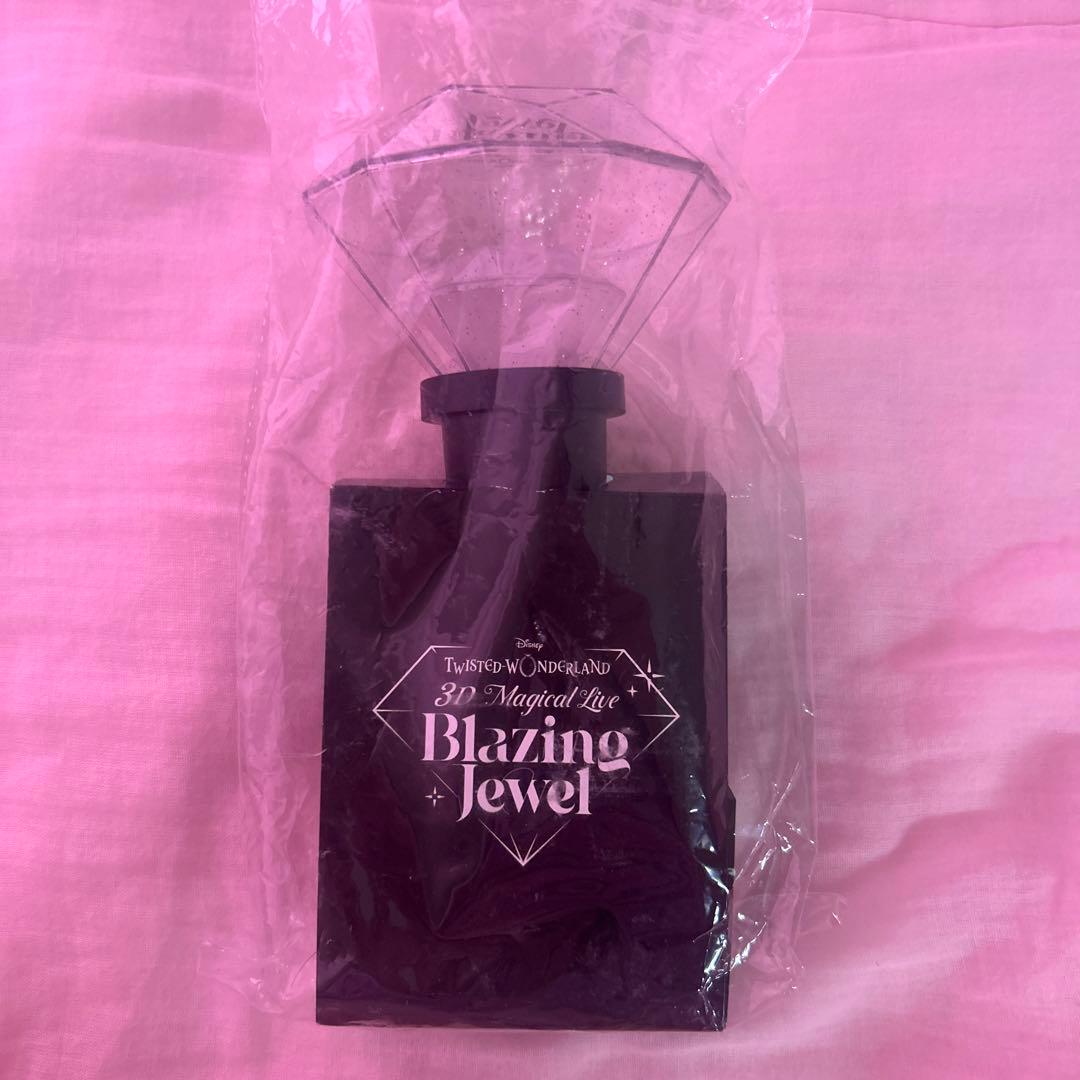 Disney
TWISTED-WONDERLAND
3D Magical Live
Blazing
Jewel